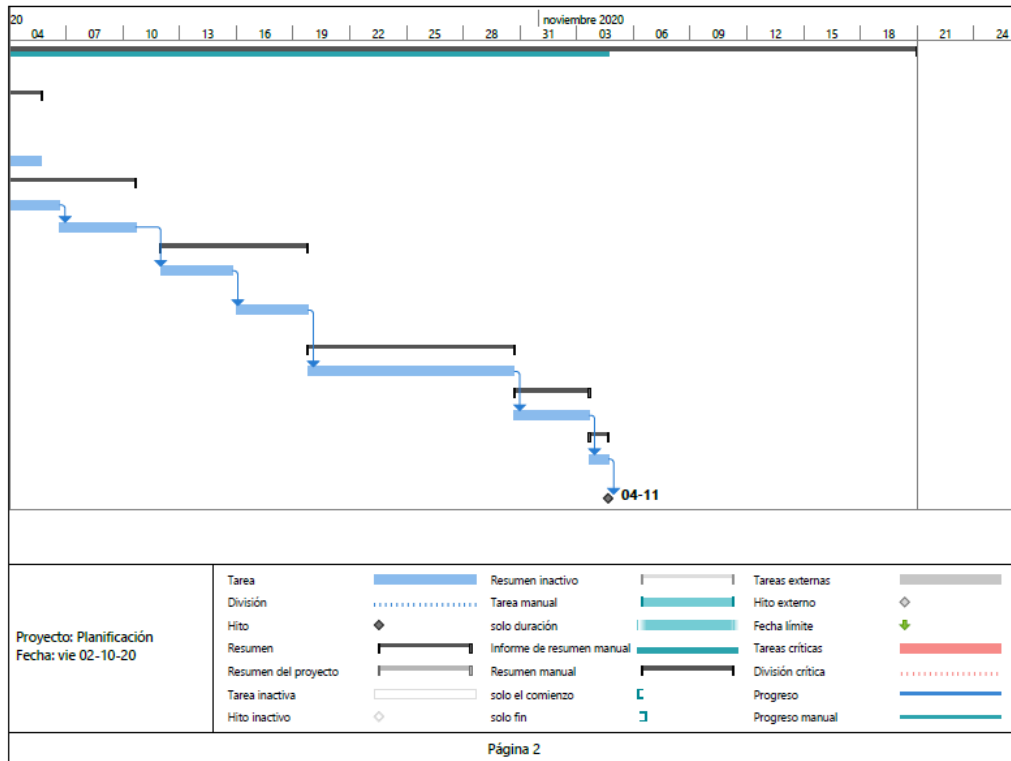 20 noviembre 2020
04 07 10 13 16 19 22 25 28 31 03 06 09 12 15 18 21 24
04-11
Proyecto: Planificación
Fecha: vie 02-10-20
Tarea
División
Hito
Resumen
Resumen del proyecto
Tarea inactiva
Hito inactivo
Resumen inactivo
Tarea manual
solo duración
Informe de resumen manual
Resumen manual
solo el comienzo
solo fin
Tareas externas
Hito externo
Fecha límite
Tareas críticas
División crítica
Progreso
Progreso manual
Página 2